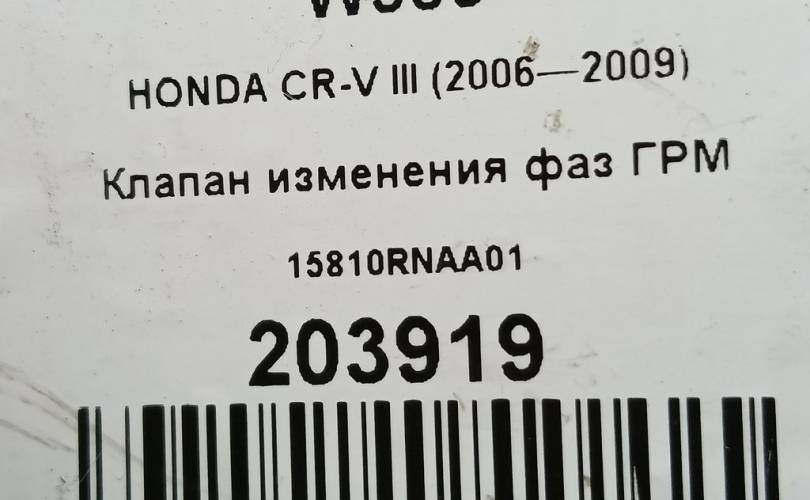 HONDA CR-V III (2006—2009)
Клапан изменения фаз ГРМ
15810RNAA01
203919